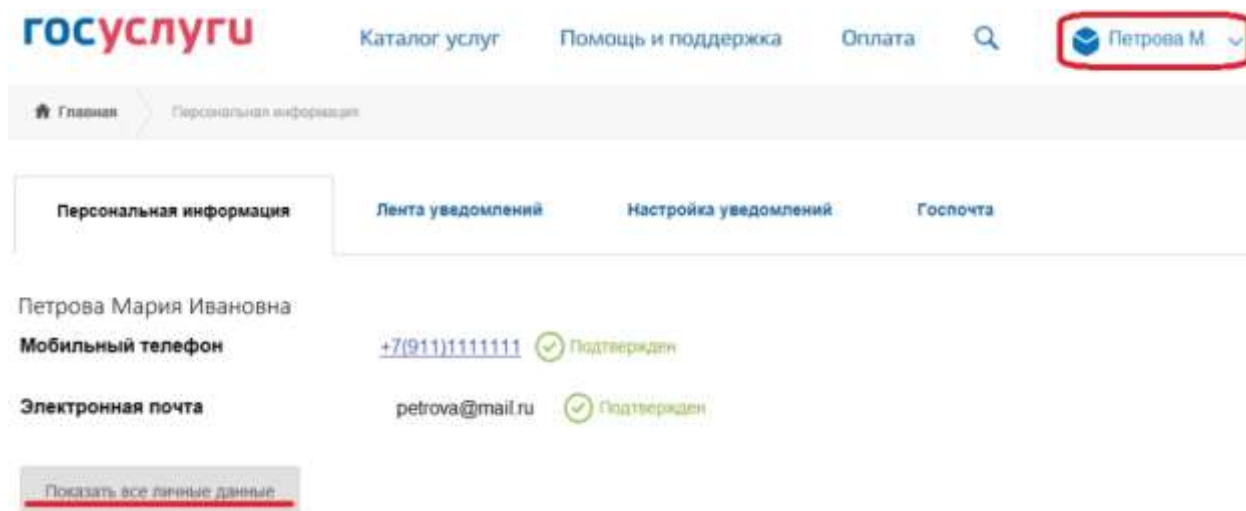 госуслуги Каталог услуг Помощь и поддержка Оплата Петрова М.
Главная Персональная информация
Персональная информация Лента уведомлений Настройка уведомлений Госпочта
Петрова Мария Ивановна
Мобильный телефон +7(911)1111111 Подтвержден
Электронная почта petrova@mail.ru Подтвержден
Показать все личные данные